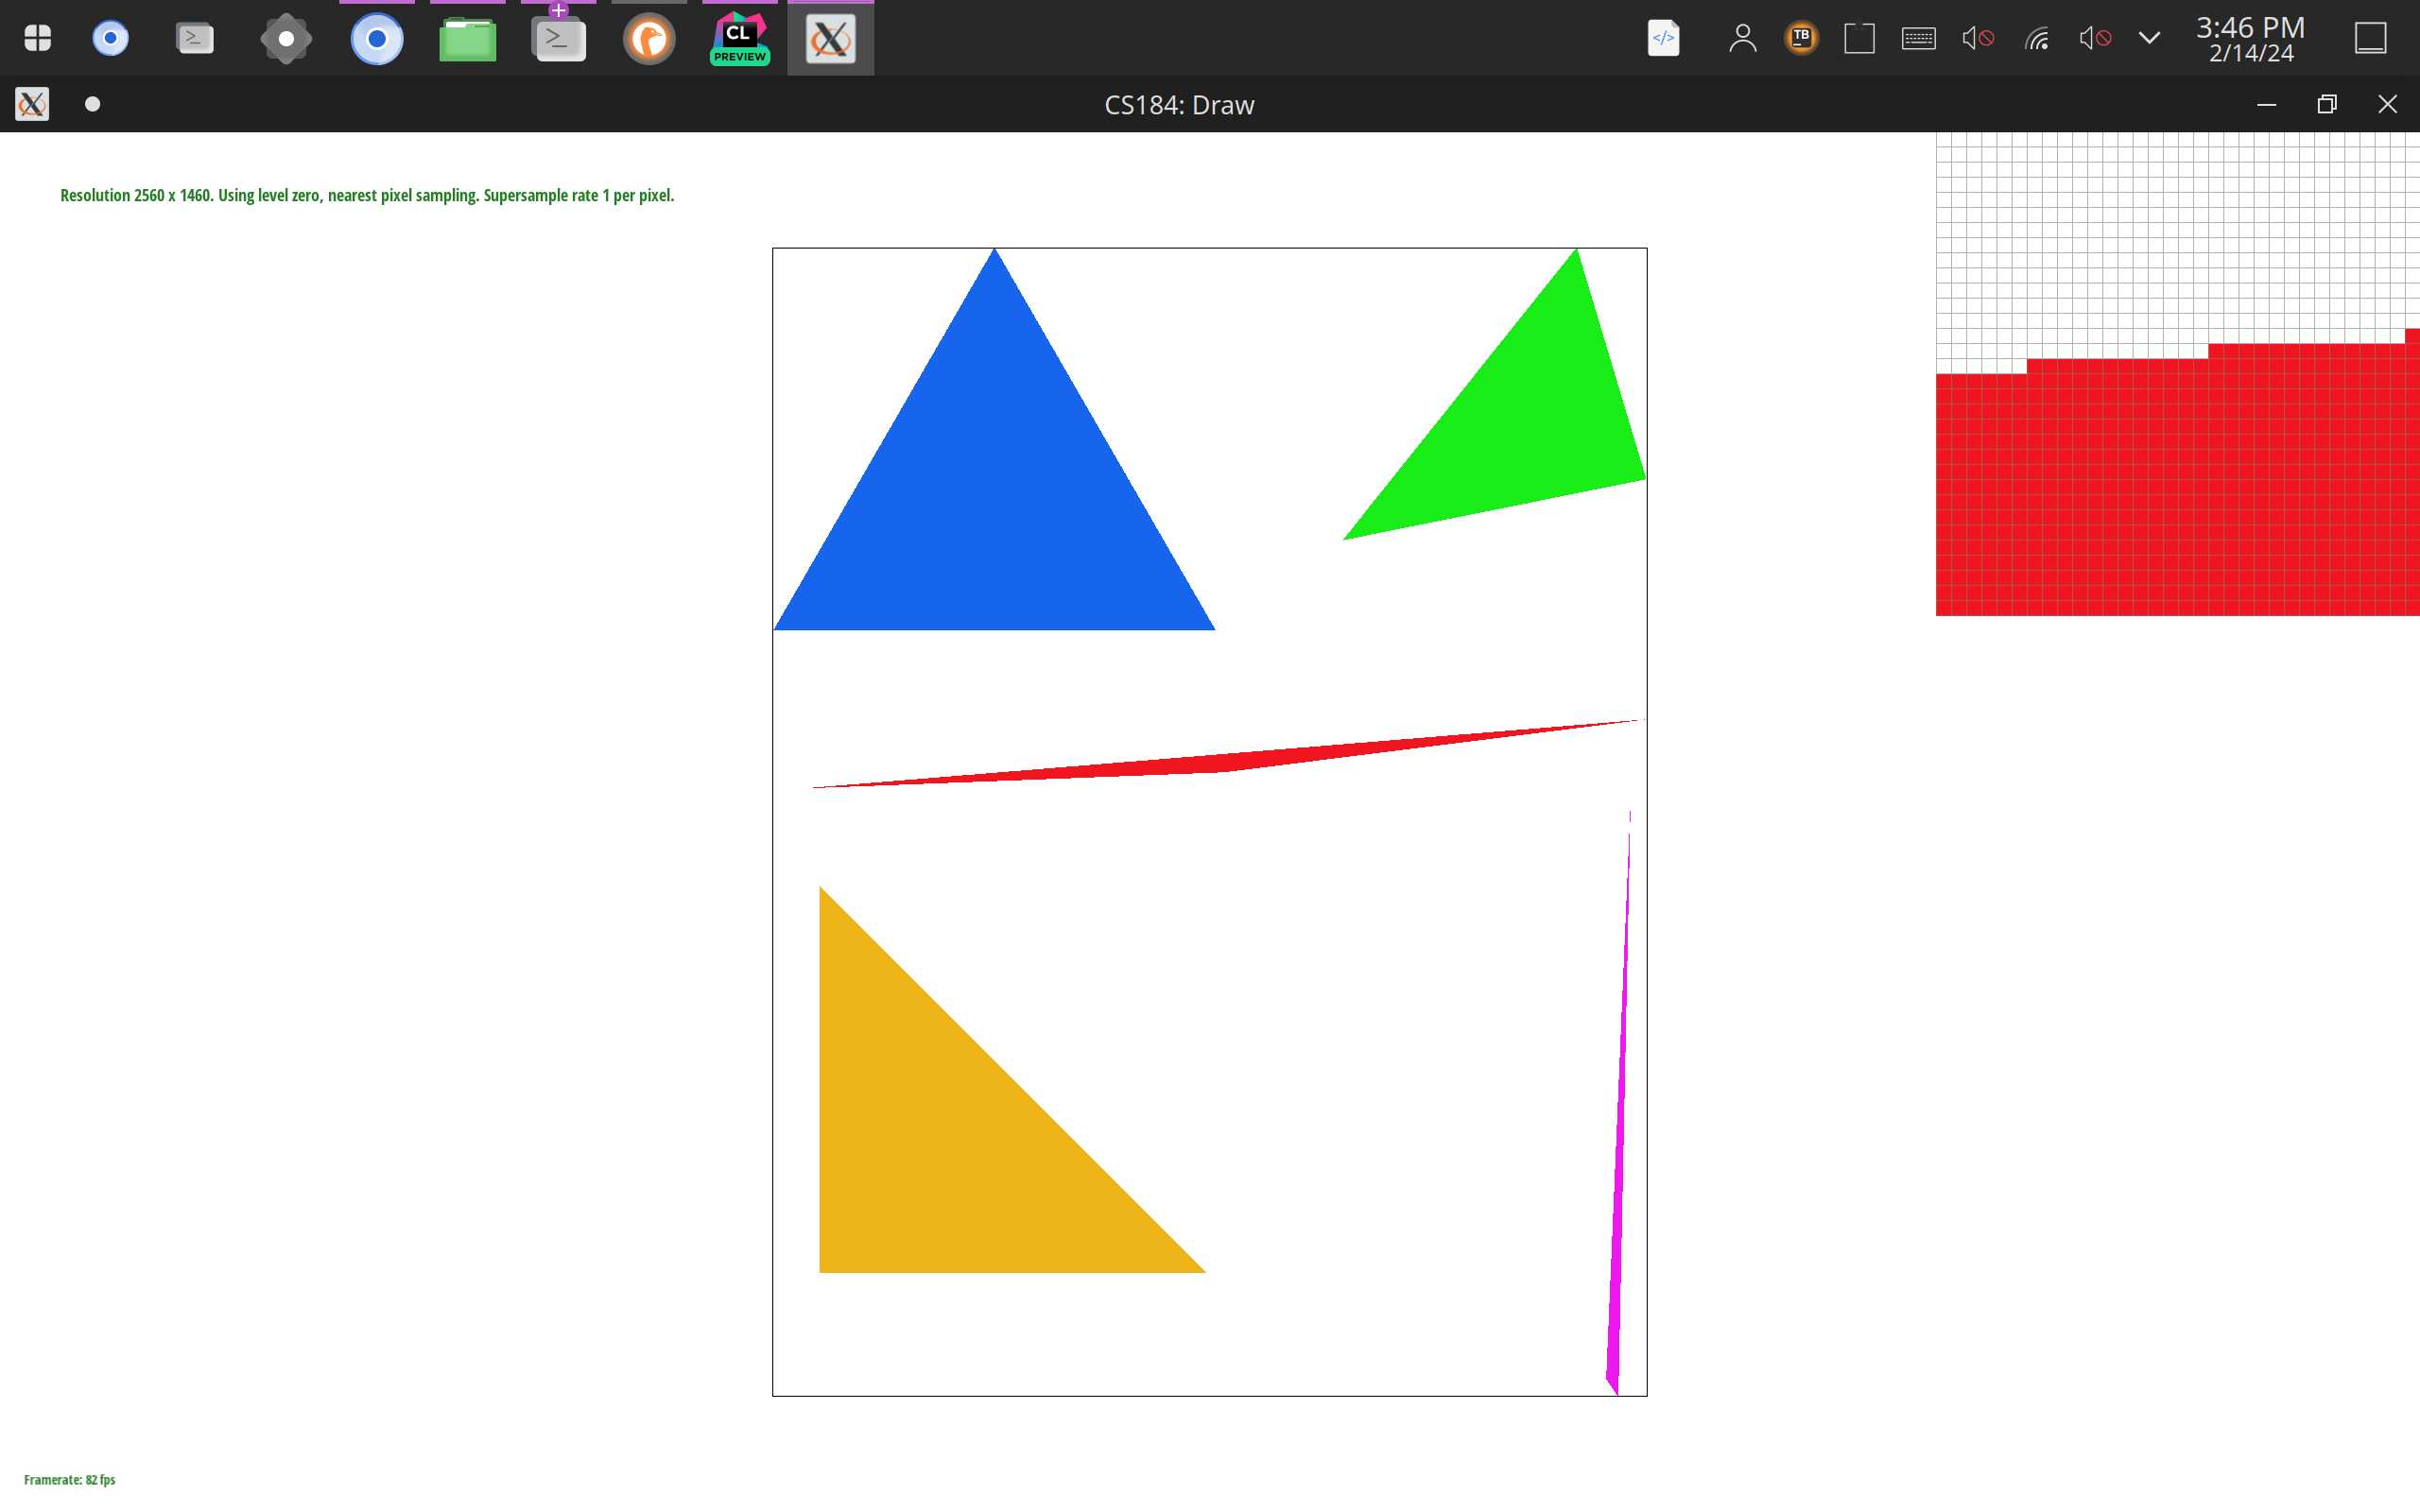 CL
PREVIEW
</>
TB
3:46 PM
2/14/24
CS184: Draw
Resolution 2560 x 1460. Using level zero, nearest pixel sampling. Supersample rate 1 per pixel.
Framerate: 82 fps